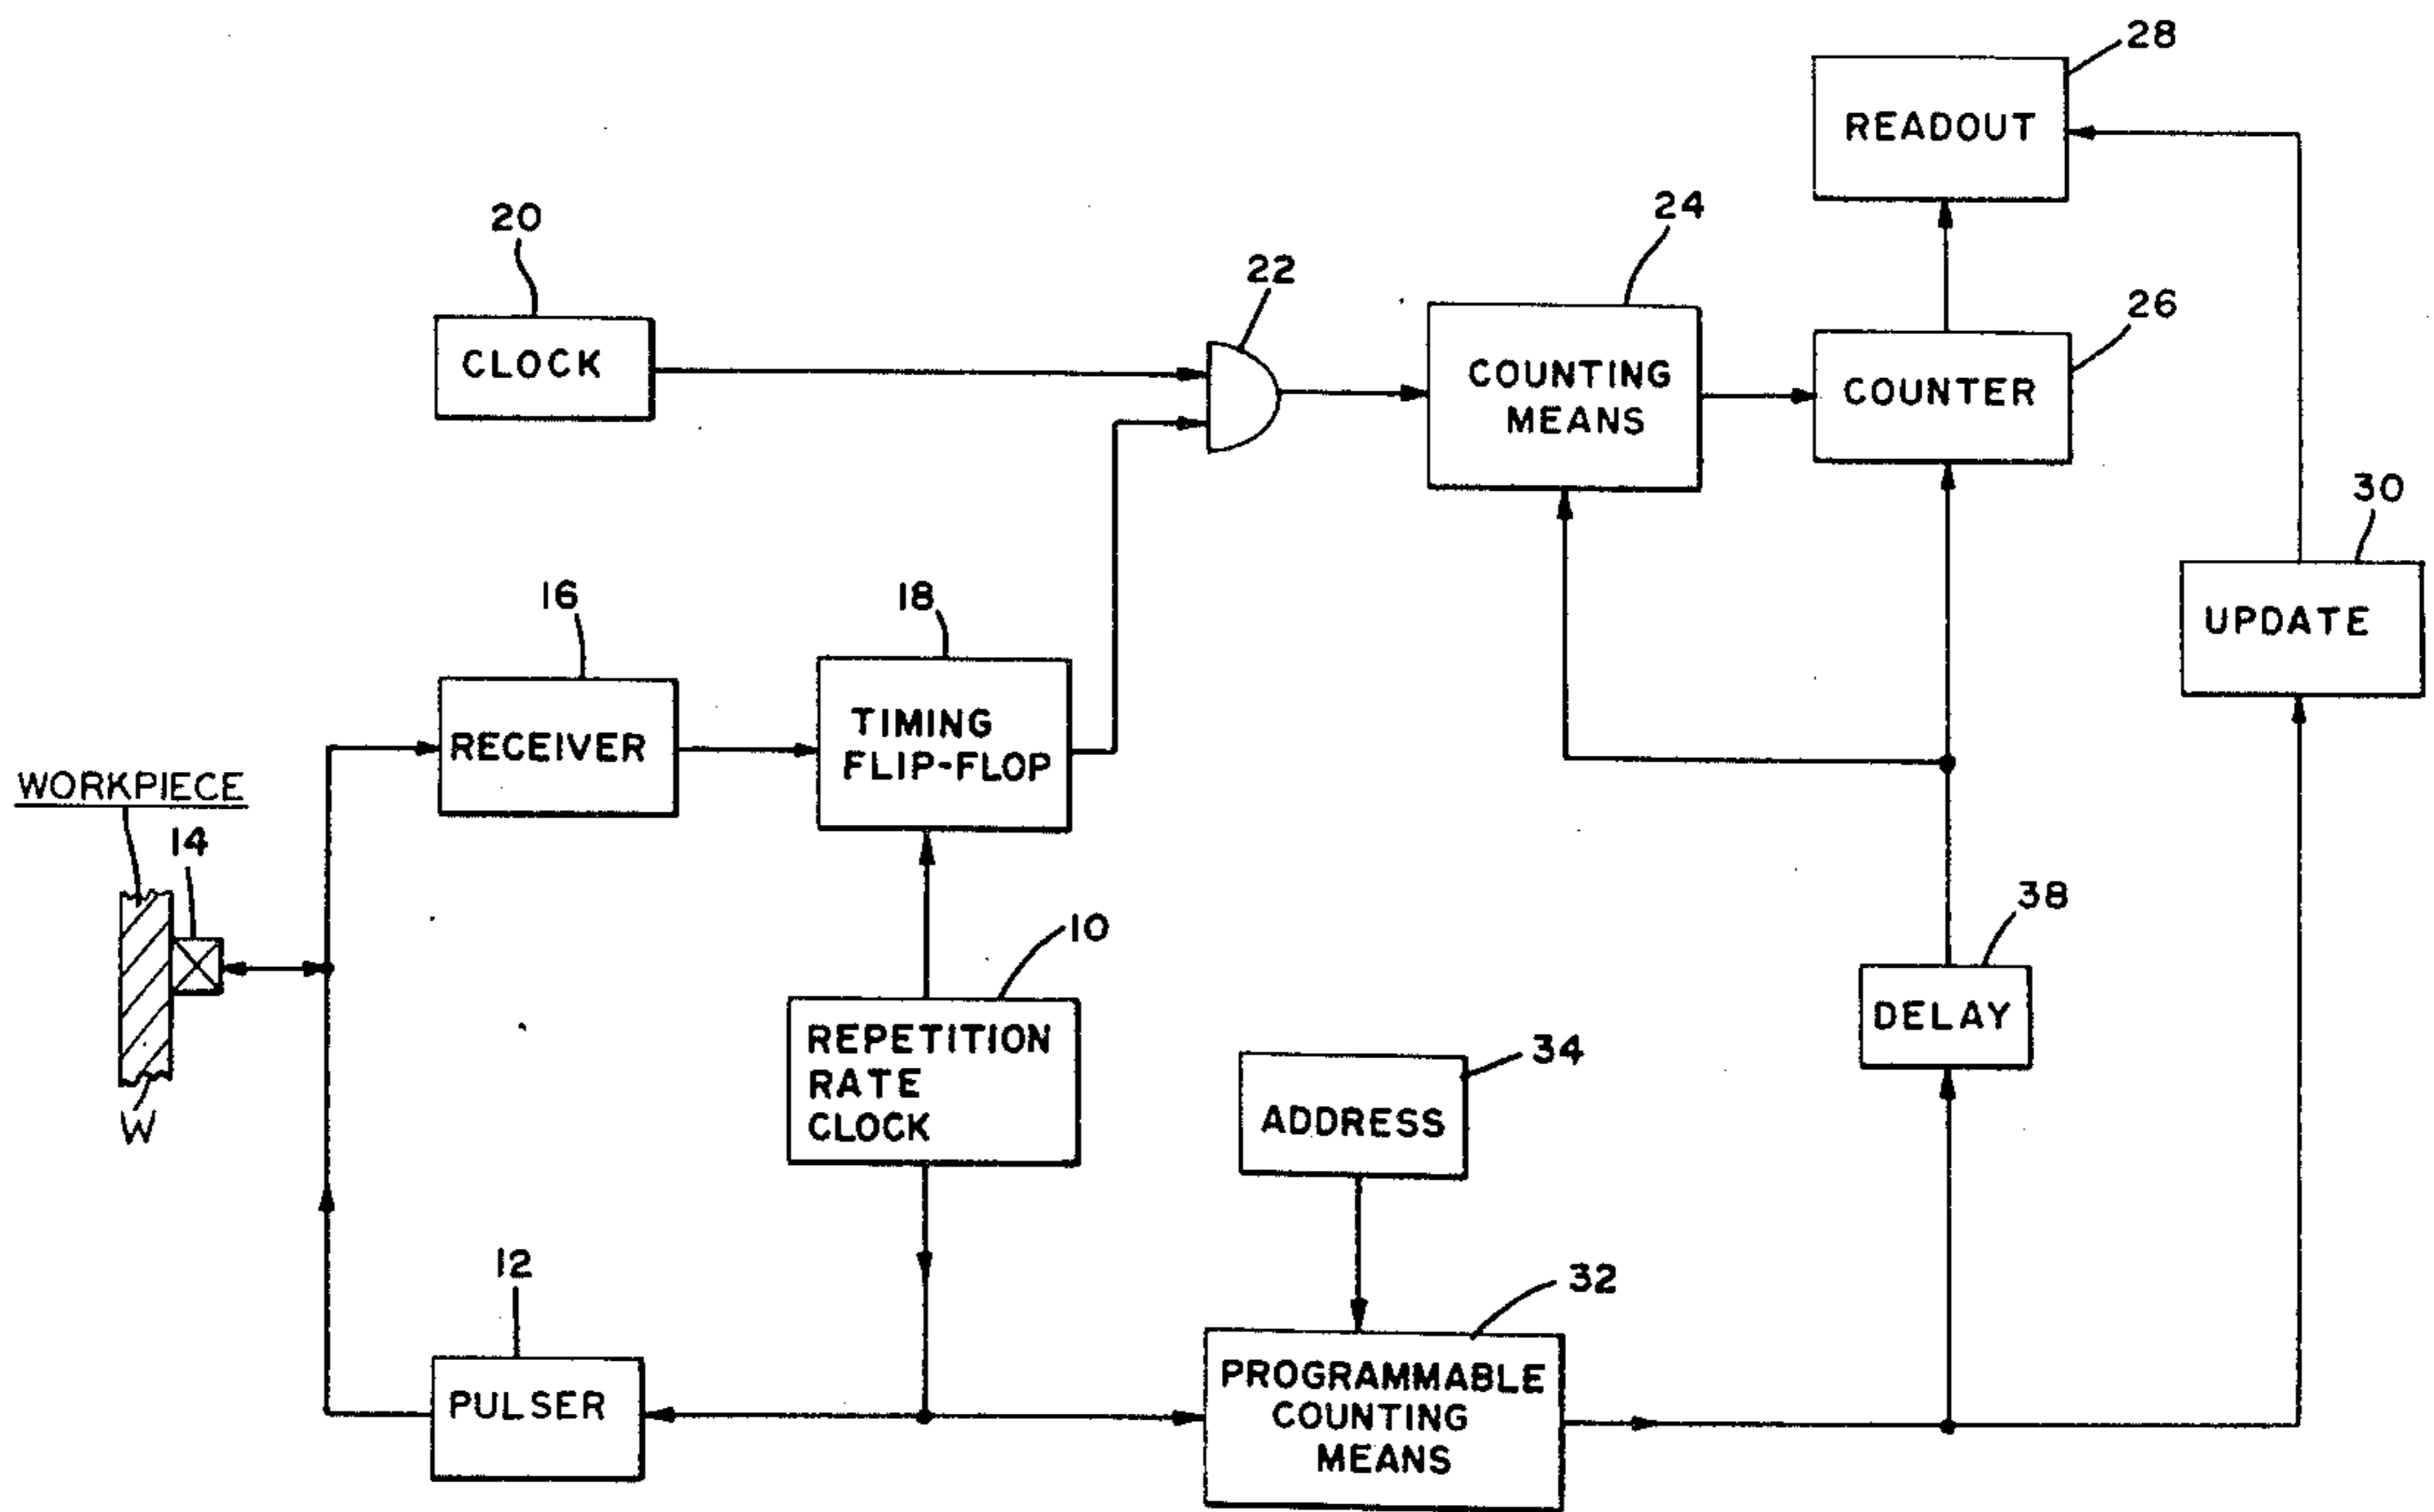 28
READOUT
20
24
22
26
CLOCK
COUNTING
MEANS
COUNTER
30
16
18
UPDATE
TIMING
FLIP-FLOP
RECEIVER
WORKPIECE
14
38
10
DELAY
REPETITION
RATE
CLOCK
34
ADDRESS
W
12
32
PULSER
PROGRAMMABLE
COUNTING
MEANS